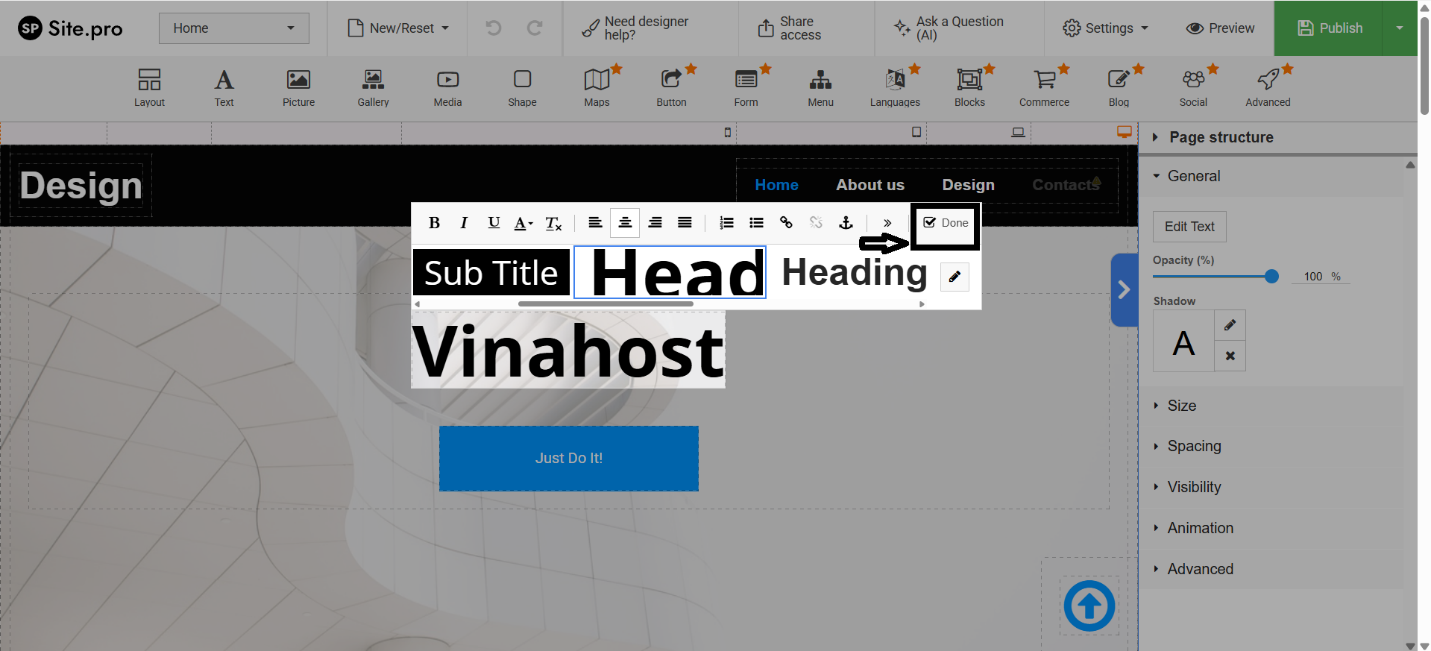 SP Site.pro
Home
New/Reset
Need designer help?
Share access
Ask a Question (AI)
Settings
Preview
Publish
Layout
Text
Picture
Gallery
Media
Shape
Maps
Button
Form
Menu
Languages
Blocks
Commerce
Blog
Social
Advanced
Design
Home
About us
Design
Contacts
B I U A Tx
Done
Sub Title
Head
Heading
Vinahost
Just Do It!
Page structure
General
Edit Text
Opacity (%)
100 %
Shadow
A
Size
Spacing
Visibility
Animation
Advanced